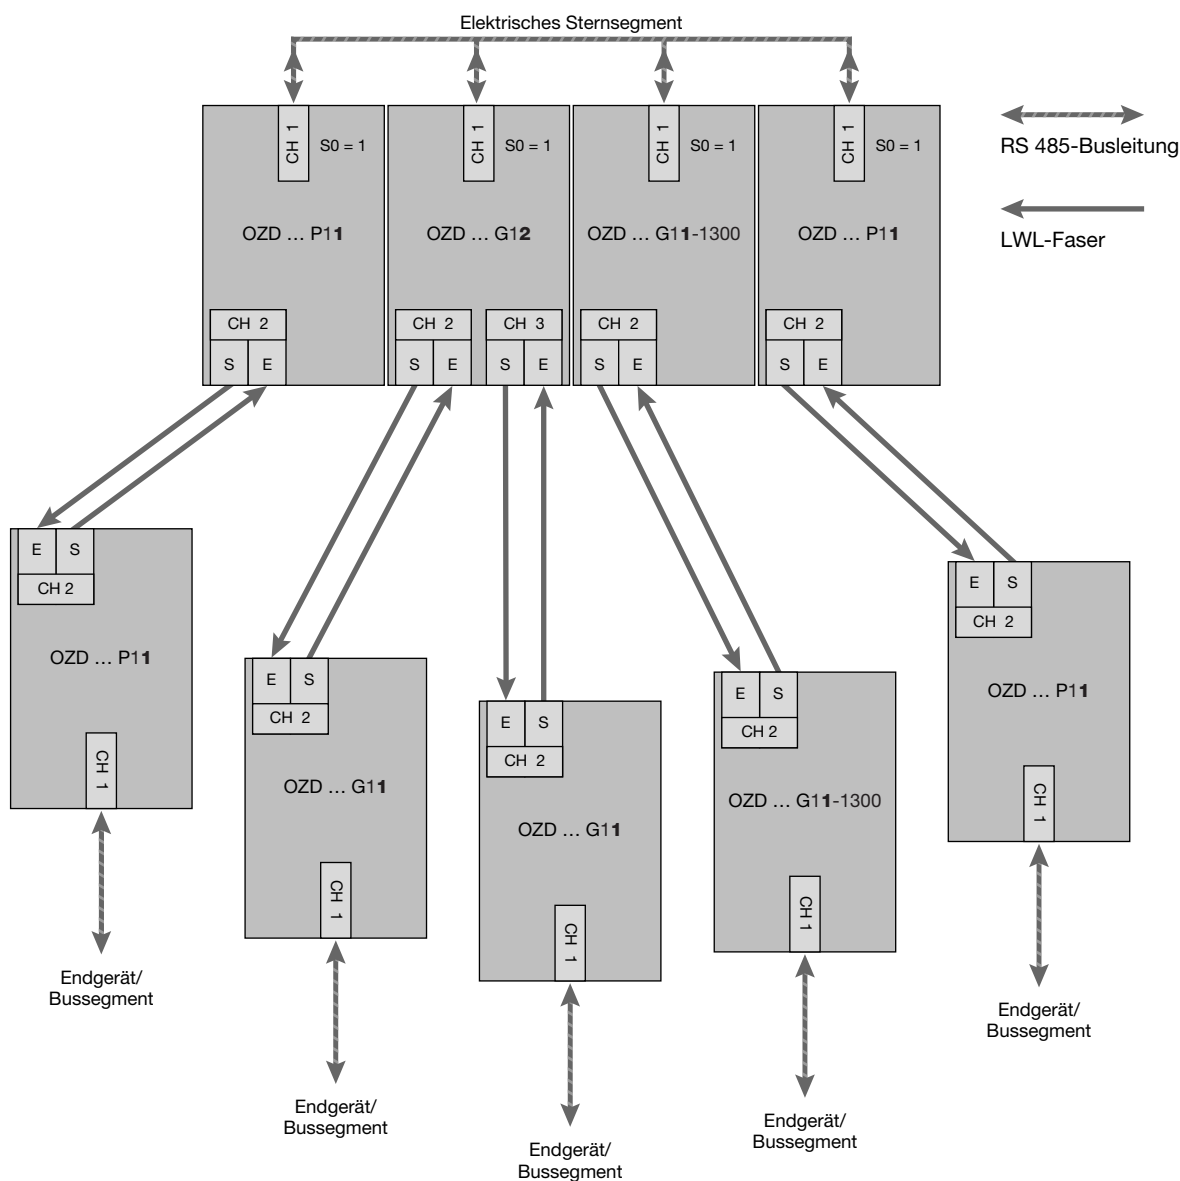 Elektrisches Sternsegment
CH 1
S0 = 1
CH 1
S0 = 1
CH 1
S0 = 1
CH 1
S0 = 1
RS 485-Busleitung
LWL-Faser
OZD ... P11
OZD ... G12
OZD ... G11-1300
OZD ... P11
CH 2
S E
CH 2
S E
CH 3
S E
CH 2
S E
CH 2
S E
E S
CH 2
OZD ... P11
CH 1
Endgerät/
Bussegment
E S
CH 2
OZD ... G11
CH 1
Endgerät/
Bussegment
E S
CH 2
OZD ... G11
CH 1
Endgerät/
Bussegment
E S
CH 2
OZD ... G11-1300
CH 1
Endgerät/
Bussegment
E S
CH 2
OZD ... P11
CH 1
Endgerät/
Bussegment